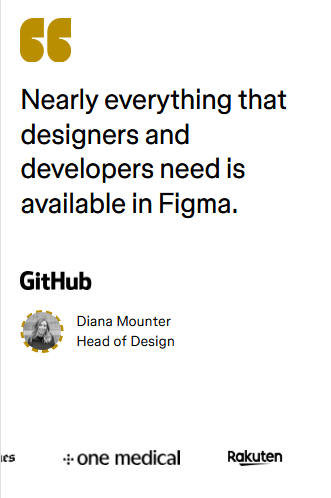 Nearly everything that
designers and
developers need is
available in Figma.
GitHub
Diana Mounter
Head of Design
one medical
Rakuten